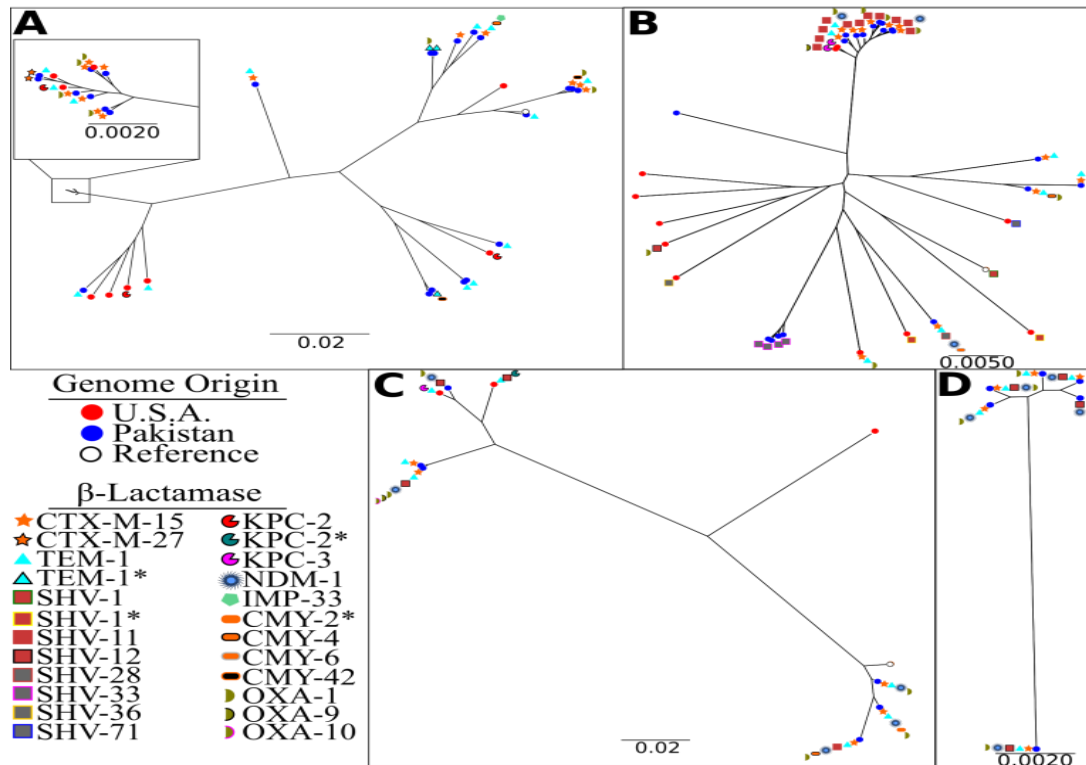 A
B
0.0020
0.02
0.0050
Genome Origin
U.S.A.
Pakistan
Reference
β-Lactamase
CTX-M-15
CTX-M-27
TEM-1
TEM-1*
SHV-1
SHV-1*
SHV-11
SHV-12
SHV-28
SHV-33
SHV-36
SHV-71
KPC-2
KPC-2*
KPC-3
NDM-1
IMP-33
CMY-2*
CMY-4
CMY-6
CMY-42
OXA-1
OXA-9
OXA-10
C
D
0.02
0.0020